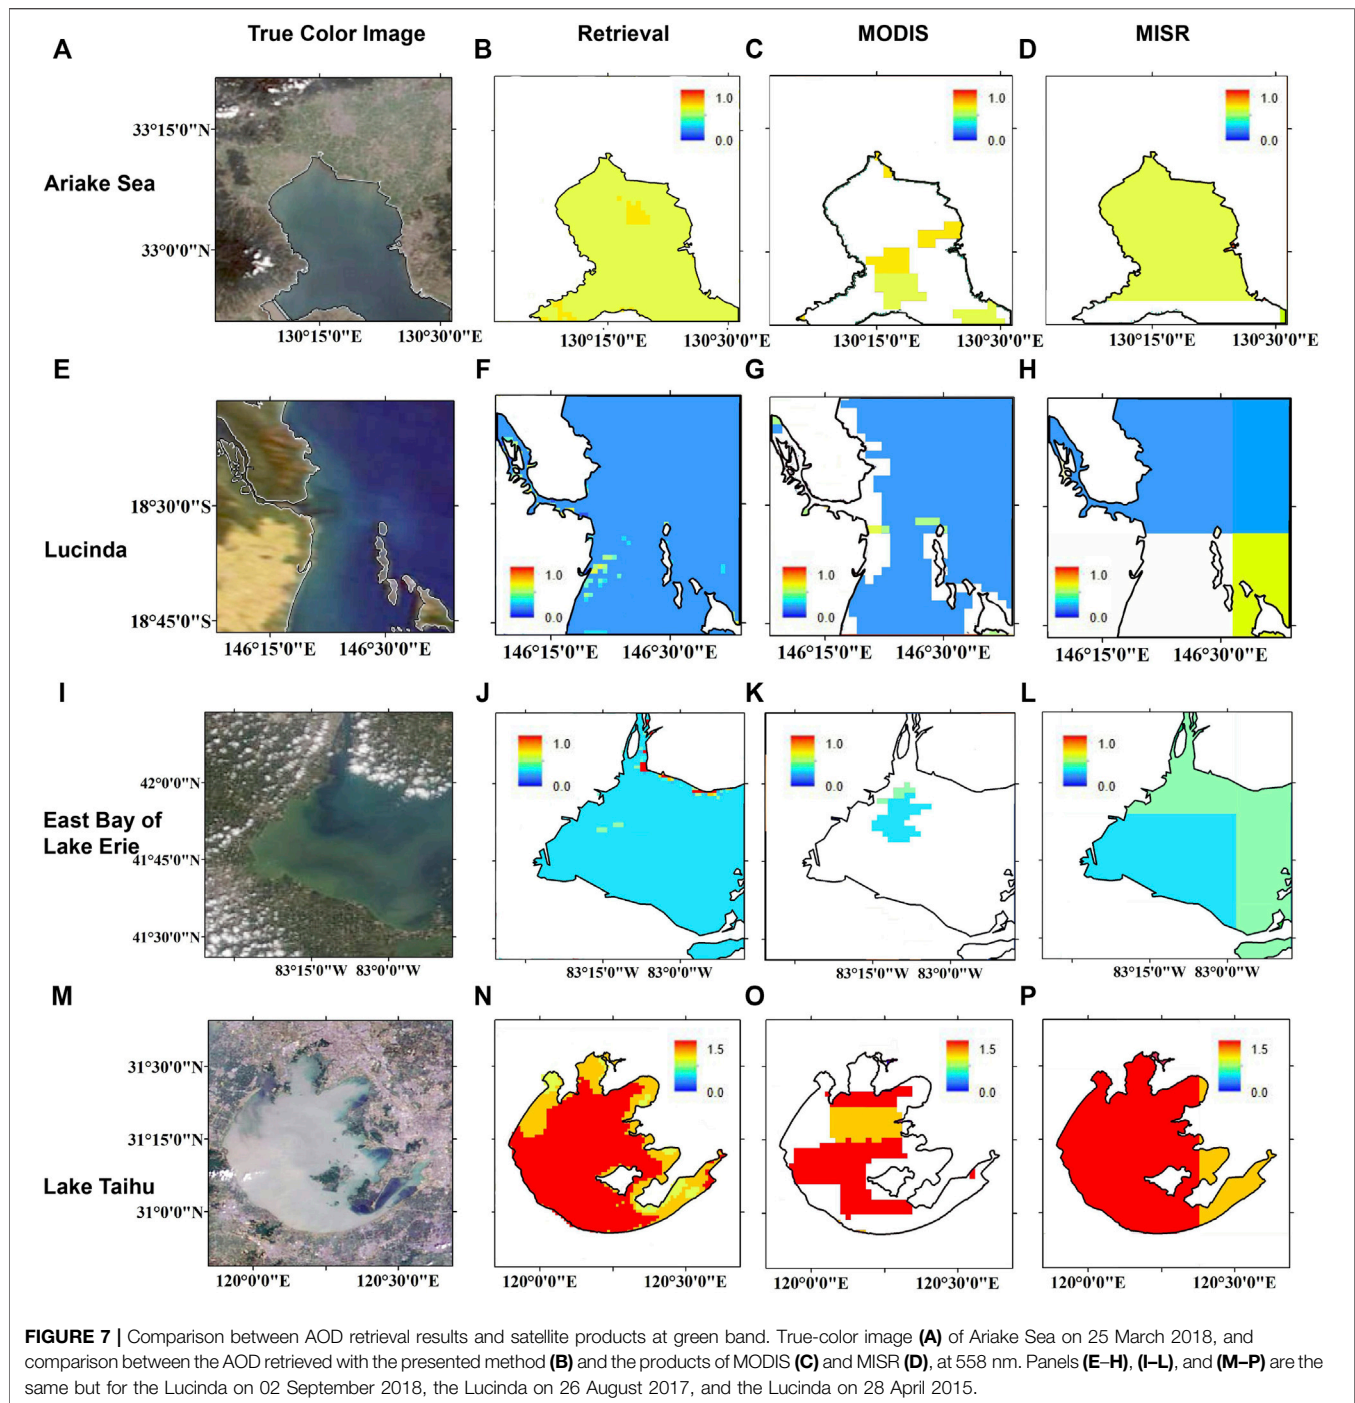 True Color Image
Retrieval
MODIS
MISR
A
B
C
D
33°15'0"N
33°0'0"N
Ariake Sea
1.0
0.0
1.0
0.0
1.0
0.0
130°15'0"E 130°30'0"E
130°15'0"E 130°30'0"E
130°15'0"E 130°30'0"E
130°15'0"E 130°30'0"E
E
F
G
H
18°30'0"S
18°45'0"S
Lucinda
1.0
0.0
1.0
0.0
1.0
0.0
146°15'0"E 146°30'0"E
146°15'0"E 146°30'0"E
146°15'0"E 146°30'0"E
146°15'0"E 146°30'0"E
I
J
K
L
42°0'0"N
41°45'0"N
41°30'0"N
East Bay of
Lake Erie
1.0
0.0
1.0
0.0
1.0
0.0
83°15'0"W 83°0'0"W
83°15'0"W 83°0'0"W
83°15'0"W 83°0'0"W
83°15'0"W 83°0'0"W
M
N
O
P
31°30'0"N
31°15'0"N
31°0'0"N
Lake Taihu
1.5
0.0
1.5
0.0
1.5
0.0
120°0'0"E 120°30'0"E
120°0'0"E 120°30'0"E
120°0'0"E 120°30'0"E
120°0'0"E 120°30'0"E
FIGURE 7 | Comparison between AOD retrieval results and satellite products at green band. True-color image (A) of Ariake Sea on 25 March 2018, and
comparison between the AOD retrieved with the presented method (B) and the products of MODIS (C) and MISR (D), at 558 nm. Panels (E–H), (I–L), and (M–P) are the
same but for the Lucinda on 02 September 2018, the Lucinda on 26 August 2017, and the Lucinda on 28 April 2015.